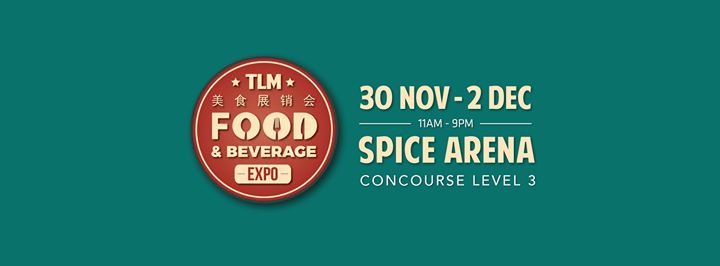 TLM
美食展销会
FOOD
& BEVERAGE
EXPO
30 NOV - 2 DEC
11AM - 9PM
SPICE ARENA
CONCOURSE LEVEL 3